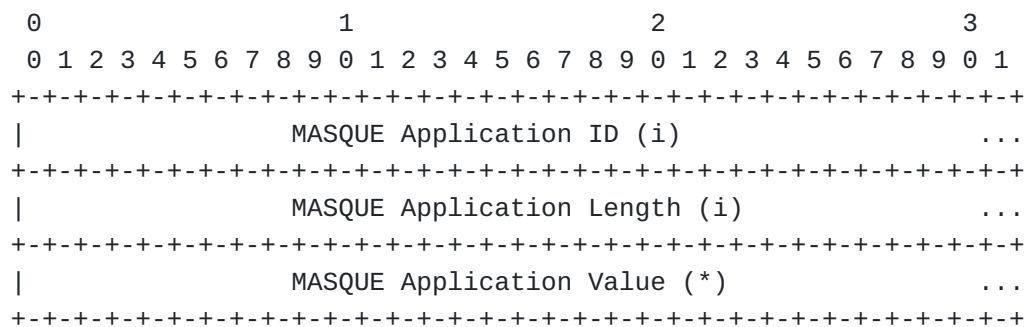 0                   1                   2                   3
 0 1 2 3 4 5 6 7 8 9 0 1 2 3 4 5 6 7 8 9 0 1 2 3 4 5 6 7 8 9 0 1
+-+-+-+-+-+-+-+-+-+-+-+-+-+-+-+-+-+-+-+-+-+-+-+-+-+-+-+-+-+-+-+-+
|                 MASQUE Application ID (i)                   ...
+-+-+-+-+-+-+-+-+-+-+-+-+-+-+-+-+-+-+-+-+-+-+-+-+-+-+-+-+-+-+-+-+
|                 MASQUE Application Length (i)               ...
+-+-+-+-+-+-+-+-+-+-+-+-+-+-+-+-+-+-+-+-+-+-+-+-+-+-+-+-+-+-+-+-+
|                 MASQUE Application Value (*)                ...
+-+-+-+-+-+-+-+-+-+-+-+-+-+-+-+-+-+-+-+-+-+-+-+-+-+-+-+-+-+-+-+-+